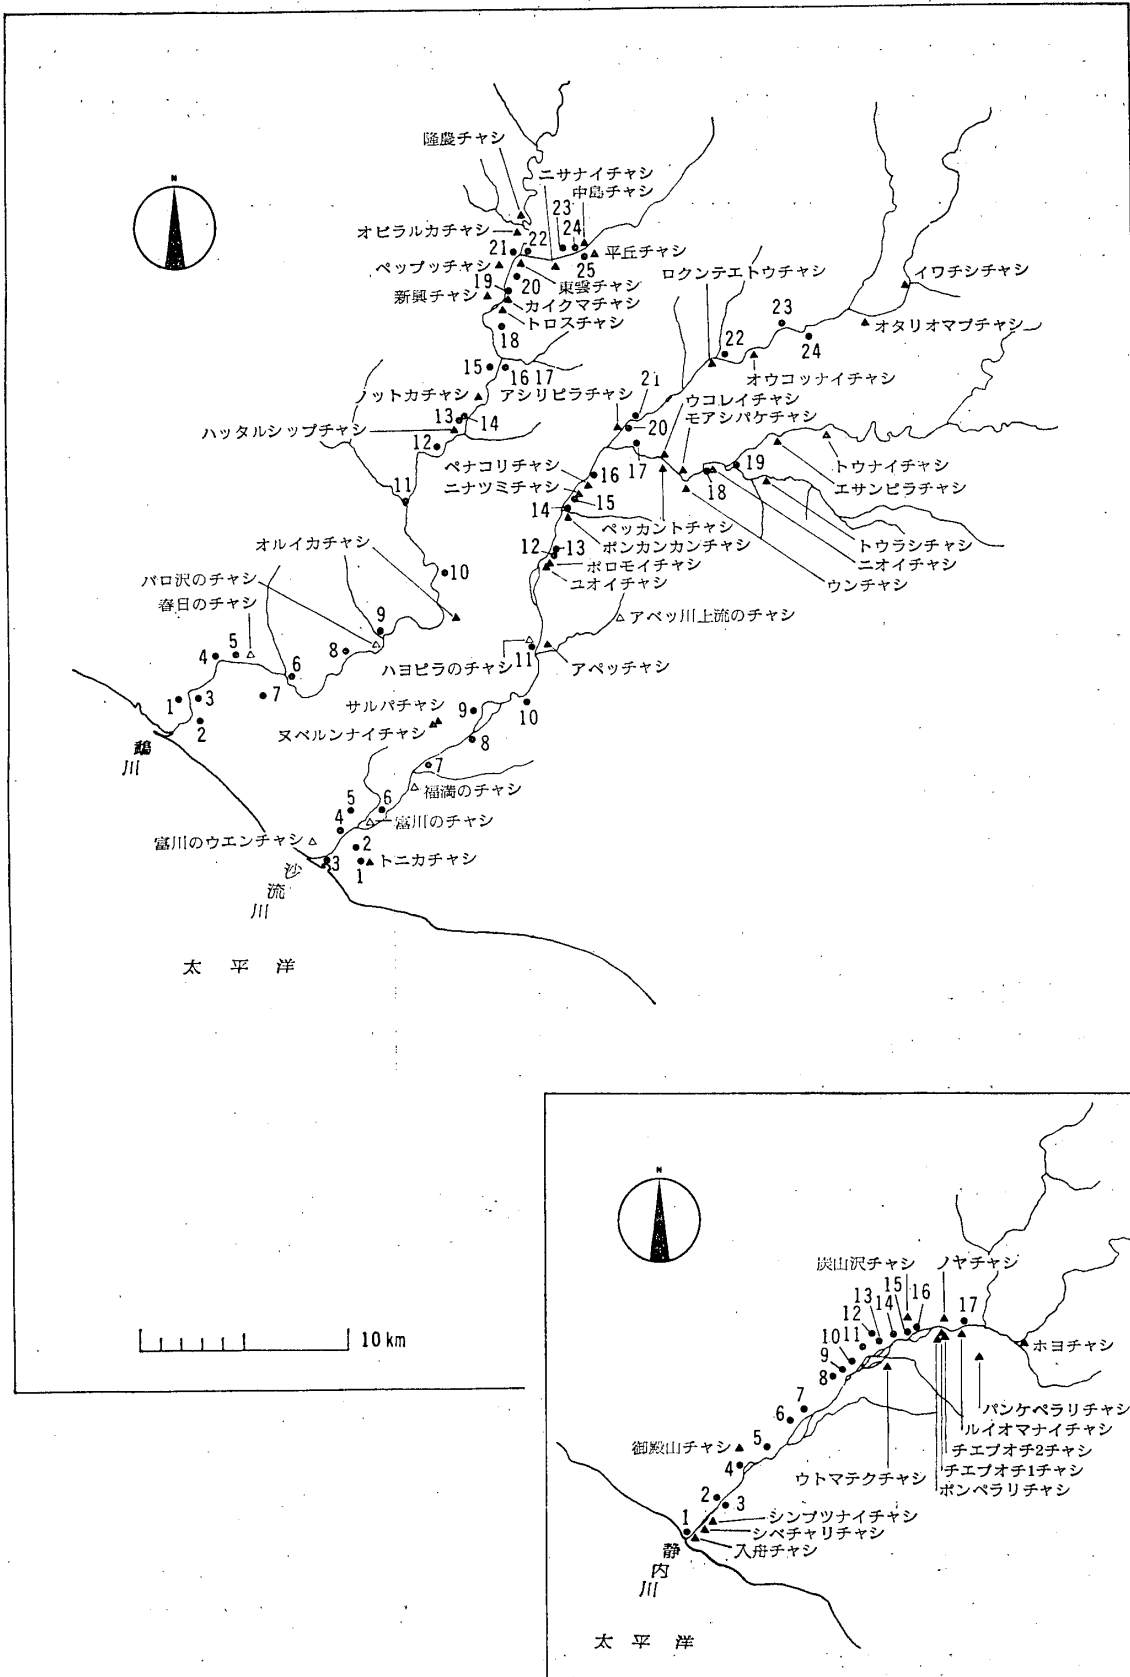 N
隆農チャシ
ニサナイチャシ
中島チャシ
オビラルカチャシ
21
22
23
24
25
平丘チャシ
ペップッチャシ
19
20
東雲チャシ
新興チャシ
カイクマチャシ
トロスチャシ
18
15
16 17
ノットカチャシ
13
14
ハッタルシップチャシ
12
11
10
オルイカチャシ
パロ沢のチャシ
春日のチャシ
9
8
7
6
5
4
3
2
1
鵡川
ロクンテエトウチャシ
イワチシチャシ
オタリオマプチャシ
23
24
22
オウコッナイチャシ
アシリピラチャシ
21
20
ウコレイチャシ
モアシパケチャシ
17
19
18
トウナイチャシ
エサンピラチャシ
ペナコリチャシ
ニナツミチャシ
16
15
14
ペッカントチャシ
ポンカンカンチャシ
トウラシチャシ
ニオイチャシ
ウンチャシ
12
13
ポロモイチャシ
ユオイチャシ
アベッ川上流のチャシ
ハヨピラのチャシ
11
アペッチャシ
サルパチャシ
ヌベルンナイチャシ
9
10
8
7
福満のチャシ
5
6
4
富川のチャシ
富川のウエンチャシ
2
3
1
トニカチャシ
沙流川
太平洋
10km
N
炭山沢チャシ
ノヤチャシ
15
16
17
13
14
12
11
10
9
8
ホヨチャシ
パンケペラリチャシ
ルイオマナイチャシ
チエプオチ2チャシ
チエプオチ1チャシ
ポンペラリチャシ
ウトマテクチャシ
7
6
5
御殿山チャシ
4
2
3
1
シンプツナイチャシ
シベチャリチャシ
入舟チャシ
静内川
太平洋